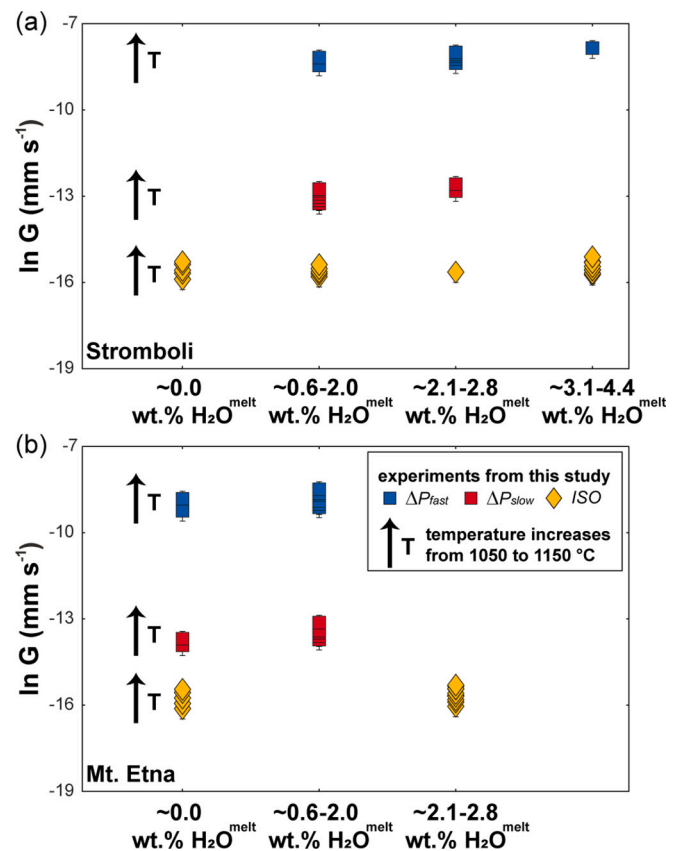 (a)
-7
-10
-13
-16
-19
ln G (mm s⁻¹)
T
T
T
Stromboli
~0.0 ~0.6-2.0 ~2.1-2.8 ~3.1-4.4
wt.% H₂Oᵐᵉˡᵗ wt.% H₂Oᵐᵉˡᵗ wt.% H₂Oᵐᵉˡᵗ wt.% H₂Oᵐᵉˡᵗ
(b)
-7
-10
-13
-16
-19
ln G (mm s⁻¹)
T
T
T
experiments from this study
ΔPfast ΔPslow ISO
T temperature increases
from 1050 to 1150 °C
Mt. Etna
~0.0 ~0.6-2.0 ~2.1-2.8
wt.% H₂Oᵐᵉˡᵗ wt.% H₂Oᵐᵉˡᵗ wt.% H₂Oᵐᵉˡᵗ